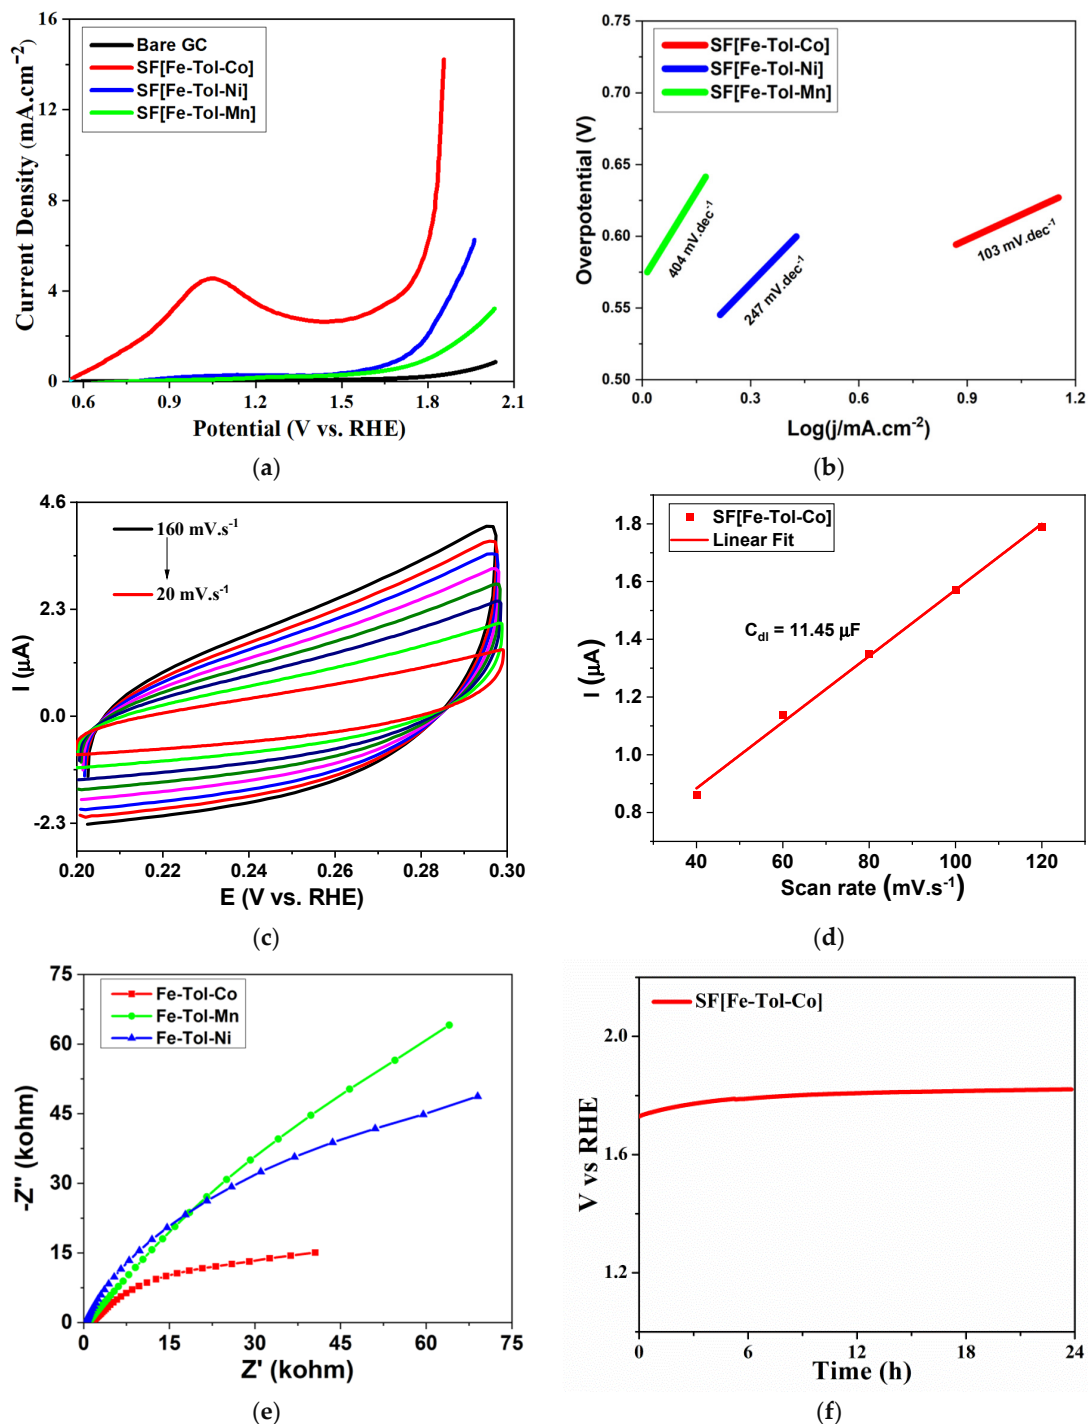 Bare GC
SF[Fe-Tol-Co]
SF[Fe-Tol-Ni]
SF[Fe-Tol-Mn]
Current Density (mA.cm⁻²)
16
12
8
4
0
0.6 0.9 1.2 1.5 1.8 2.1
Potential (V vs. RHE)
(a)
SF[Fe-Tol-Co]
SF[Fe-Tol-Ni]
SF[Fe-Tol-Mn]
Overpotential (V)
0.75
0.70
0.65
0.60
0.55
0.50
404 mV.dec⁻¹
247 mV.dec⁻¹
103 mV.dec⁻¹
0.0 0.3 0.6 0.9 1.2
Log(j/mA.cm⁻²)
(b)
160 mV.s⁻¹
20 mV.s⁻¹
I (µA)
4.6
2.3
0.0
-2.3
0.20 0.22 0.24 0.26 0.28 0.30
E (V vs. RHE)
(c)
SF[Fe-Tol-Co]
Linear Fit
C_dl = 11.45 µF
I (µA)
1.8
1.6
1.4
1.2
1.0
0.8
40 60 80 100 120
Scan rate (mV.s⁻¹)
(d)
Fe-Tol-Co
Fe-Tol-Mn
Fe-Tol-Ni
-Z'' (kohm)
75
60
45
30
15
0
0 15 30 45 60 75
Z' (kohm)
(e)
SF[Fe-Tol-Co]
V vs RHE
2.0
1.6
1.2
0 6 12 18 24
Time (h)
(f)